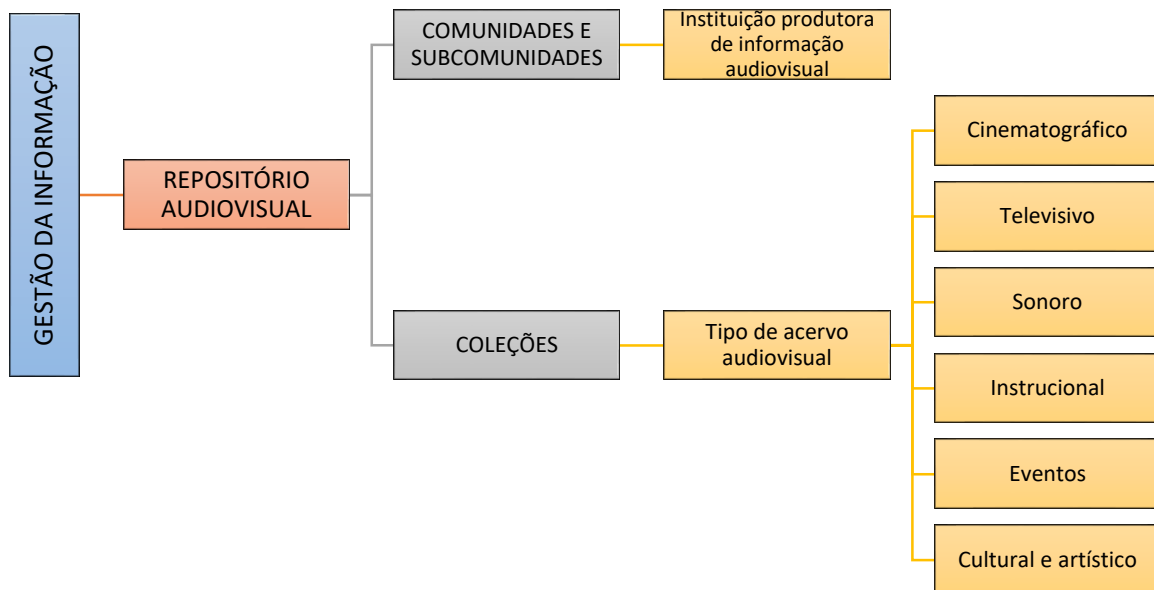 GESTÃO DA INFORMAÇÃO
REPOSITÓRIO
AUDIOVISUAL
COMUNIDADES E
SUBCOMUNIDADES
Instituição produtora
de informação
audiovisual
COLEÇÕES
Tipo de acervo
audiovisual
Cinematográfico
Televisivo
Sonoro
Instrucional
Eventos
Cultural e artístico